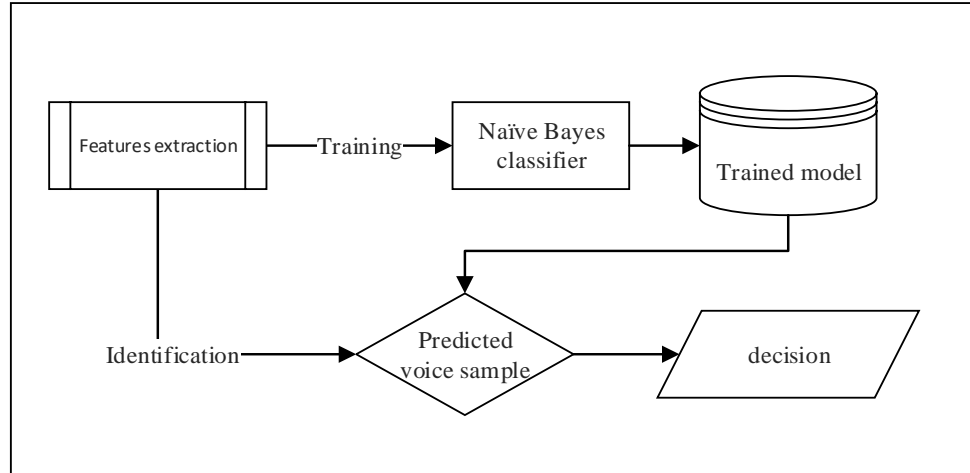 Features extraction
Training
Naïve Bayes
classifier
Trained model
Identification
Predicted
voice sample
decision